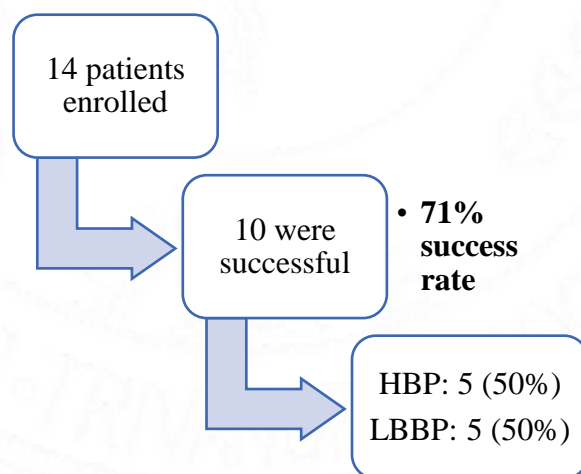 14 patients
enrolled
10 were
successful
• 71%
success
rate
HBP: 5 (50%)
LBBP: 5 (50%)